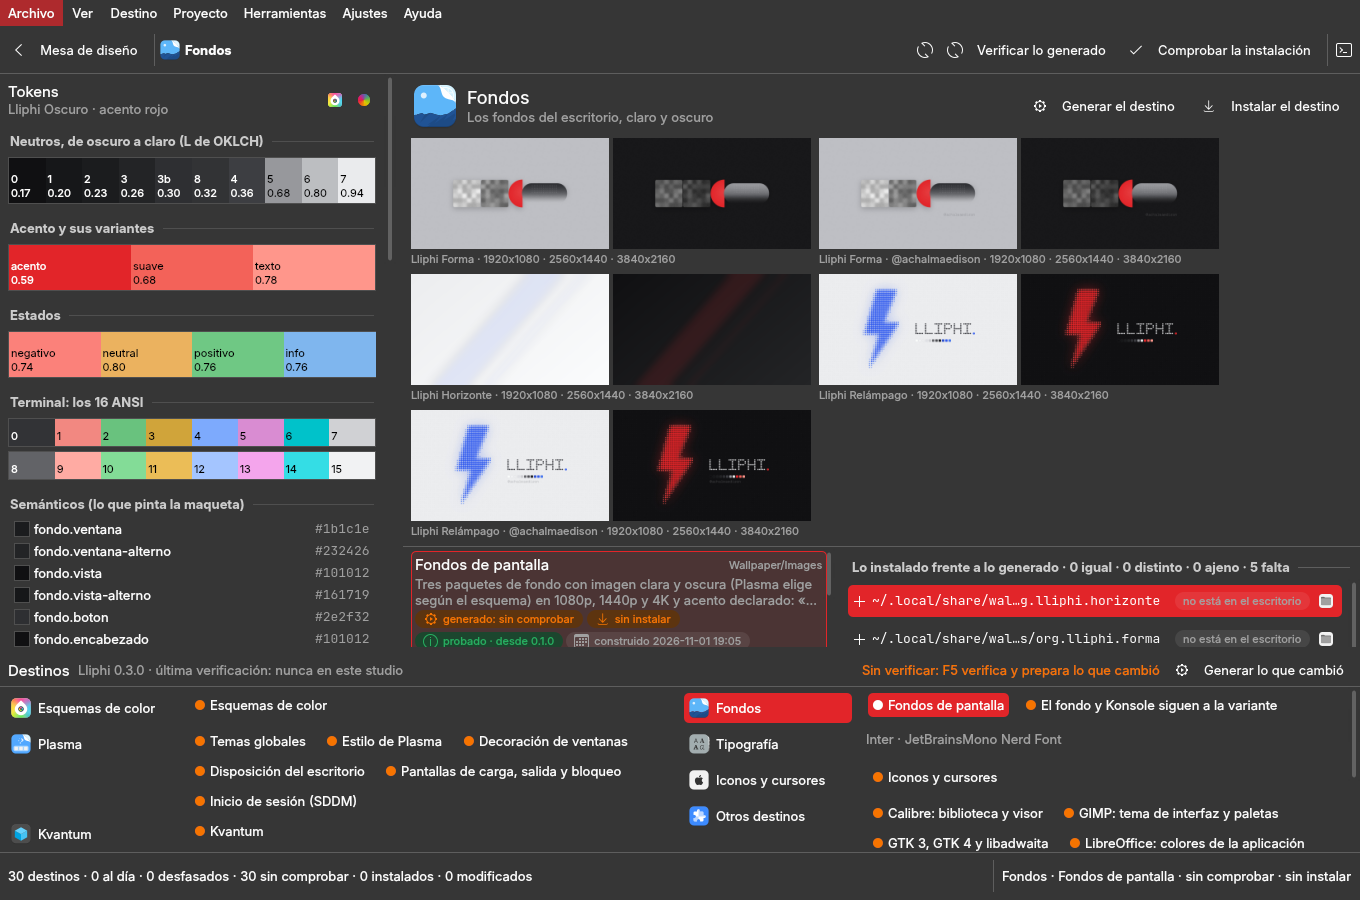 Archivo Ver Destino Proyecto Herramientas Ajustes Ayuda
Mesa de diseño Fondos Verificar lo generado Comprobar la instalación
Tokens
Lliphi Oscuro · acento rojo
Neutros, de oscuro a claro (L de OKLCH)
0 1 2 3 3b 8 4 5 6 7
0.17 0.20 0.23 0.26 0.30 0.32 0.36 0.68 0.80 0.94
Acento y sus variantes
acento suave texto
0.59 0.68 0.78
Estados
negativo neutral positivo info
0.74 0.80 0.76 0.76
Terminal: los 16 ANSI
0 1 2 3 4 5 6 7
8 9 10 11 12 13 14 15
Semánticos (lo que pinta la maqueta)
fondo.ventana #1b1c1e
fondo.ventana-alterno #232426
fondo.vista #101012
fondo.vista-alterno #161719
fondo.boton #2e2f32
fondo.encabezado #101012
Fondos
Los fondos del escritorio, claro y oscuro
Generar el destino Instalar el destino
Lliphi Forma · 1920x1080 · 2560x1440 · 3840x2160
Lliphi Forma · @achalmaedison · 1920x1080 · 2560x1440 · 3840x2160
LLIPHI.
LLIPHI.
Lliphi Horizonte · 1920x1080 · 2560x1440 · 3840x2160
Lliphi Relámpago · 1920x1080 · 2560x1440 · 3840x2160
LLIPHI.
LLIPHI.
Lliphi Relámpago · @achalmaedison · 1920x1080 · 2560x1440 · 3840x2160
Fondos de pantalla Wallpaper/Images
Tres paquetes de fondo con imagen clara y oscura (Plasma elige
según el esquema) en 1080p, 1440p y 4K y acento declarado: «...
generado: sin comprobar sin instalar
probado · desde 0.1.0 construido 2026-11-01 19:05
Lo instalado frente a lo generado · 0 igual · 0 distinto · 0 ajeno · 5 falta
~/.local/share/wal…g.lliphi.horizonte no está en el escritorio
~/.local/share/wal…s/org.lliphi.forma no está en el escritorio
Destinos Lliphi 0.3.0 · última verificación: nunca en este studio
Sin verificar: F5 verifica y prepara lo que cambió Generar lo que cambió
Esquemas de color Esquemas de color
Plasma Temas globales Estilo de Plasma Decoración de ventanas
Disposición del escritorio Pantallas de carga, salida y bloqueo
Inicio de sesión (SDDM)
Kvantum Kvantum
Fondos Fondos de pantalla El fondo y Konsole siguen a la variante
Tipografía Inter · JetBrainsMono Nerd Font
Iconos y cursores Iconos y cursores
Otros destinos Calibre: biblioteca y visor GIMP: tema de interfaz y paletas
GTK 3, GTK 4 y libadwaita LibreOffice: colores de la aplicación
30 destinos · 0 al día · 0 desfasados · 30 sin comprobar · 0 instalados · 0 modificados
Fondos · Fondos de pantalla · sin comprobar · sin instalar